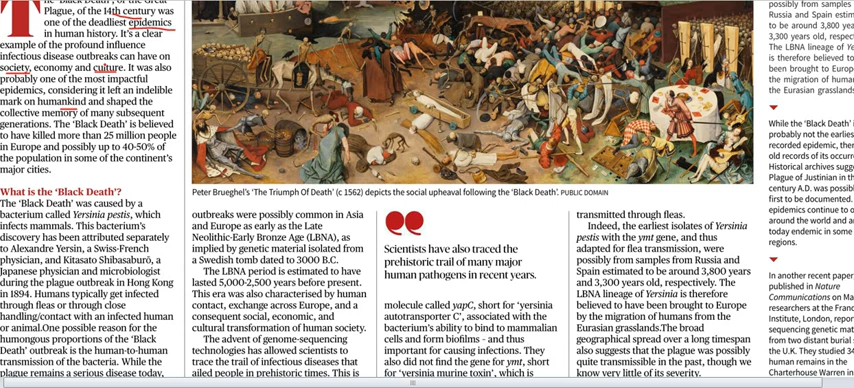 The 'Black Death', or the Great
Plague, of the 14th century was
one of the deadliest epidemics
in human history. It's a clear
example of the profound influence
infectious disease outbreaks can have on
society, economy and culture. It was also
probably one of the most impactful
epidemics, considering it left an indelible
mark on humankind and shaped the
collective memory of many subsequent
generations. The 'Black Death' is believed
to have killed more than 25 million people
in Europe and possibly up to 40-50% of
the population in some of the continent's
major cities.
What is the 'Black Death'?
The 'Black Death' was caused by a
bacterium called Yersinia pestis, which
infects mammals. This bacterium's
discovery has been attributed separately
to Alexandre Yersin, a Swiss-French
physician, and Kitasato Shibasaburō, a
Japanese physician and microbiologist
during the plague outbreak in Hong Kong
in 1894. Humans typically get infected
through fleas or through close
handling/contact with an infected human
or animal.One possible reason for the
humongous proportions of the 'Black
Death' outbreak is the human-to-human
transmission of the bacteria. While the
plague remains a serious disease today,
Peter Brueghel's 'The Triumph Of Death' (c 1562) depicts the social upheaval following the 'Black Death'. PUBLIC DOMAIN
outbreaks were possibly common in Asia
and Europe as early as the Late
Neolithic-Early Bronze Age (LBNA), as
implied by genetic material isolated from
a Swedish tomb dated to 3000 B.C.
The LBNA period is estimated to have
lasted 5,000-2,500 years before present.
This era was also characterised by human
contact, exchange across Europe, and a
consequent social, economic, and
cultural transformation of human society.
The advent of genome-sequencing
technologies has allowed scientists to
trace the trail of infectious diseases that
ailed people in prehistoric times. This is
Scientists have also traced the
prehistoric trail of many major
human pathogens in recent years.
molecule called yapC, short for 'yersinia
autotransporter C', associated with the
bacterium's ability to bind to mammalian
cells and form biofilms - and thus
important for causing infections. They
also did not find the gene for ymt, short
for 'yersinia murine toxin', which is
transmitted through fleas.
Indeed, the earliest isolates of Yersinia
pestis with the ymt gene, and thus
adapted for flea transmission, were
possibly from samples from Russia and
Spain estimated to be around 3,800 years
and 3,300 years old, respectively. The
LBNA lineage of Yersinia is therefore
believed to have been brought to Europe
by the migration of humans from the
Eurasian grasslands.The broad
geographical spread over a long timespan
also suggests that the plague was possibly
quite transmissible in the past, though we
know very little of its severity.
possibly from samples
Russia and Spain estim
to be around 3,800 yea
3,300 years old, respect
The LBNA lineage of Ye
is therefore believed to
been brought to Europ
the migration of human
the Eurasian grasslands
While the 'Black Death' i
probably not the earlies
recorded epidemic, ther
old records of its occurre
Historical archives sugge
Plague of Justinian in th
century A.D. was possibl
first to be documented.
epidemics continue to o
around the world and a
today endemic in some
regions.
In another recent paper
published in Nature
Communications on Ma
researchers at the Franc
Institute, London, repor
sequencing genetic mat
from two distant burial s
the U.K. They studied 34
human remains in the
Charterhouse Warren in